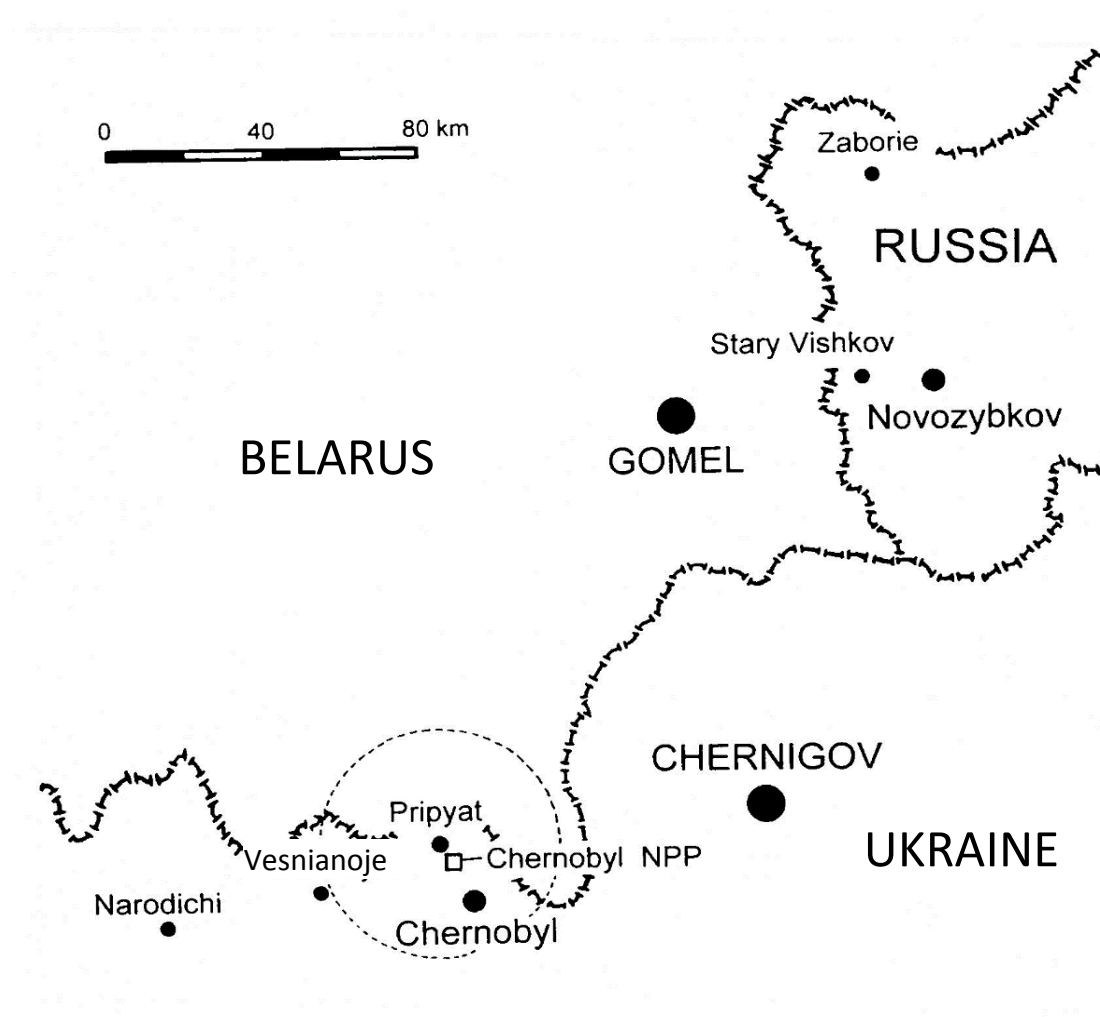 0 40 80 km
Zaborie
RUSSIA
Stary Vishkov
Novozybkov
GOMEL
BELARUS
CHERNIGOV
Pripyat
UKRAINE
Vesnianoje
Chernobyl NPP
Narodichi
Chernobyl